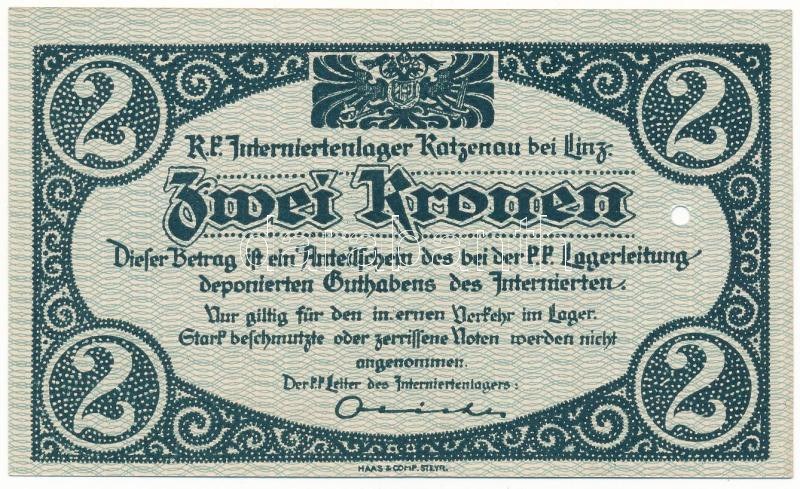 2 2
K.k. Interniertenlager Katzenau bei Linz.
Zwei Kronen
Dieser Betrag ist ein Anteilschein des bei der k.k. Lagerleitung
deponierten Guthabens des Internierten.
Nur giltig für den in ernen Verkehr im Lager.
Stark beschmutzte oder zerrissene Noten werden nicht
angenommen.
Der k.k Leiter des Interniertenlagers:
2 2
HAAS & COMP. STEYR.